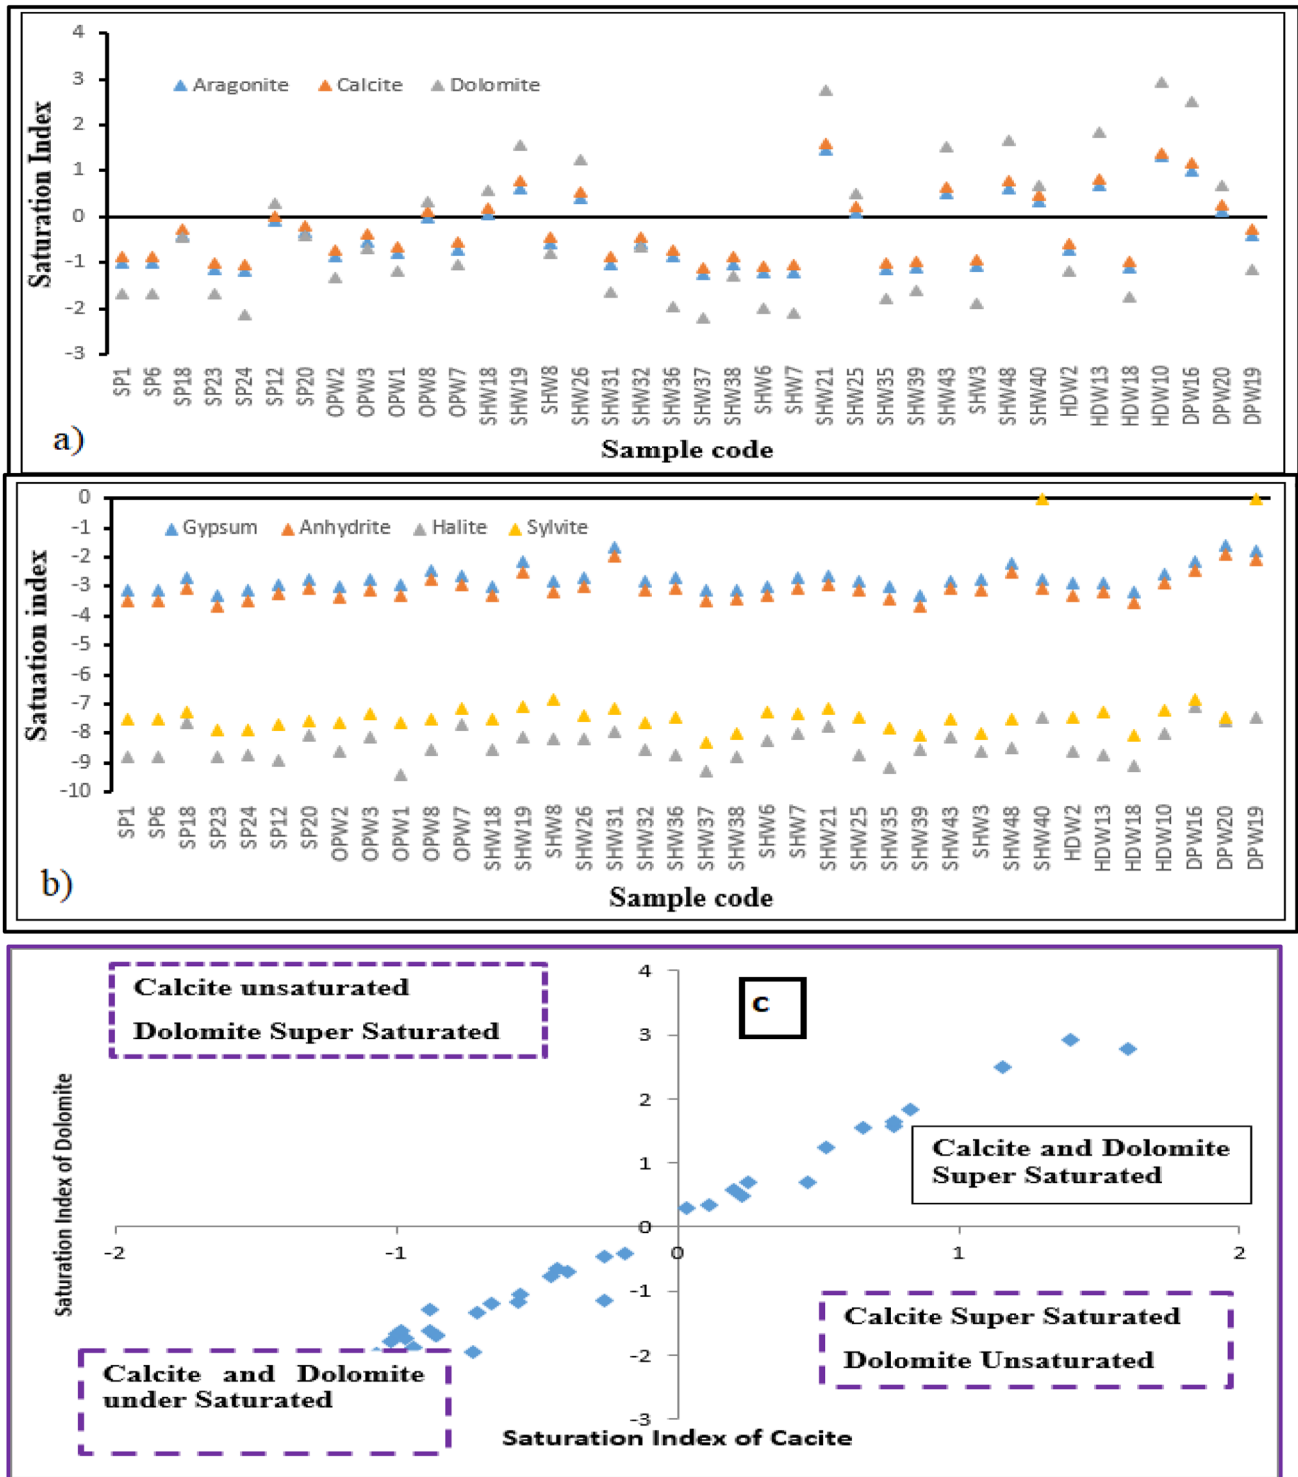 4
3
2
1
0
-1
-2
-3
Saturation Index
Aragonite Calcite Dolomite
SP1 SP6 SP18 SP23 SP24 SP12 SP20 OPW2 OPW3 OPW1 OPW8 OPW7 SHW18 SHW19 SHW8 SHW26 SHW31 SHW32 SHW36 SHW37 SHW38 SHW6 SHW7 SHW21 SHW25 SHW35 SHW39 SHW43 SHW3 SHW48 SHW40 HDW2 HDW13 HDW18 HDW10 DPW16 DPW20 DPW19
a)
Sample code
0
-1
-2
-3
-4
-5
-6
-7
-8
-9
-10
Satuation index
Gypsum Anhydrite Halite Sylvite
SP1 SP6 SP18 SP23 SP24 SP12 SP20 OPW2 OPW3 OPW1 OPW8 OPW7 SHW18 SHW19 SHW8 SHW26 SHW31 SHW32 SHW36 SHW37 SHW38 SHW6 SHW7 SHW21 SHW25 SHW35 SHW39 SHW43 SHW3 SHW48 SHW40 HDW2 HDW13 HDW18 HDW10 DPW16 DPW20 DPW19
b)
Sample code
Calcite unsaturated
Dolomite Super Saturated
c
Saturation Index of Dolomite
4
3
2
1
0
-1
-2
-3
Calcite and Dolomite
Super Saturated
-2 -1 0 1 2
Calcite Super Saturated
Dolomite Unsaturated
Calcite and Dolomite
under Saturated
Saturation Index of Cacite